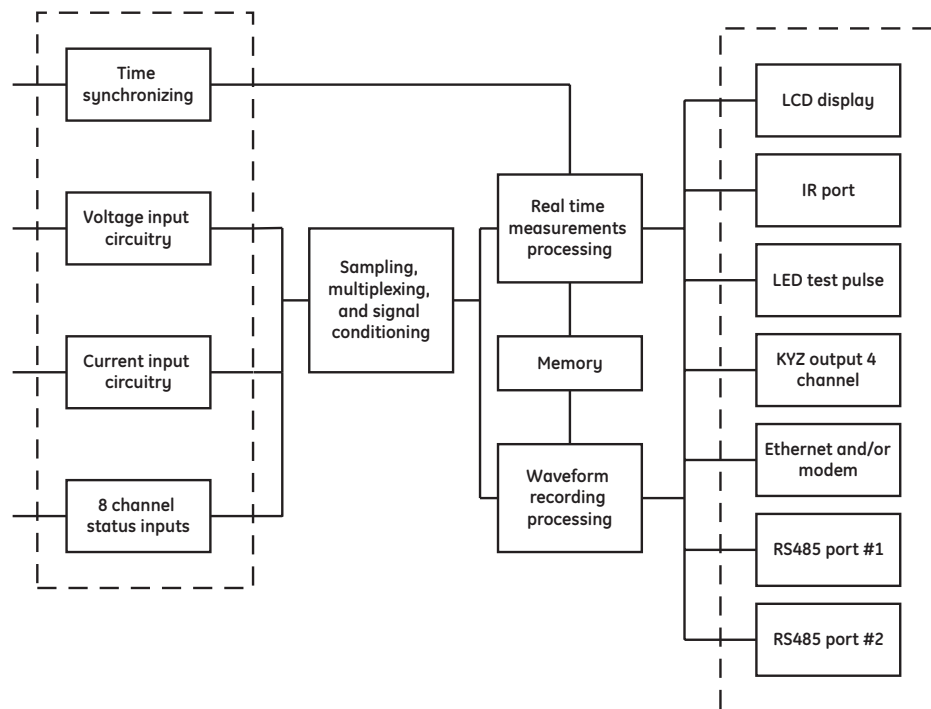 Time
synchronizing
Voltage input
circuitry
Current input
circuitry
8 channel
status inputs
Sampling,
multiplexing,
and signal
conditioning
Real time
measurements
processing
Memory
Waveform
recording
processing
LCD display
IR port
LED test pulse
KYZ output 4
channel
Ethernet and/or
modem
RS485 port #1
RS485 port #2